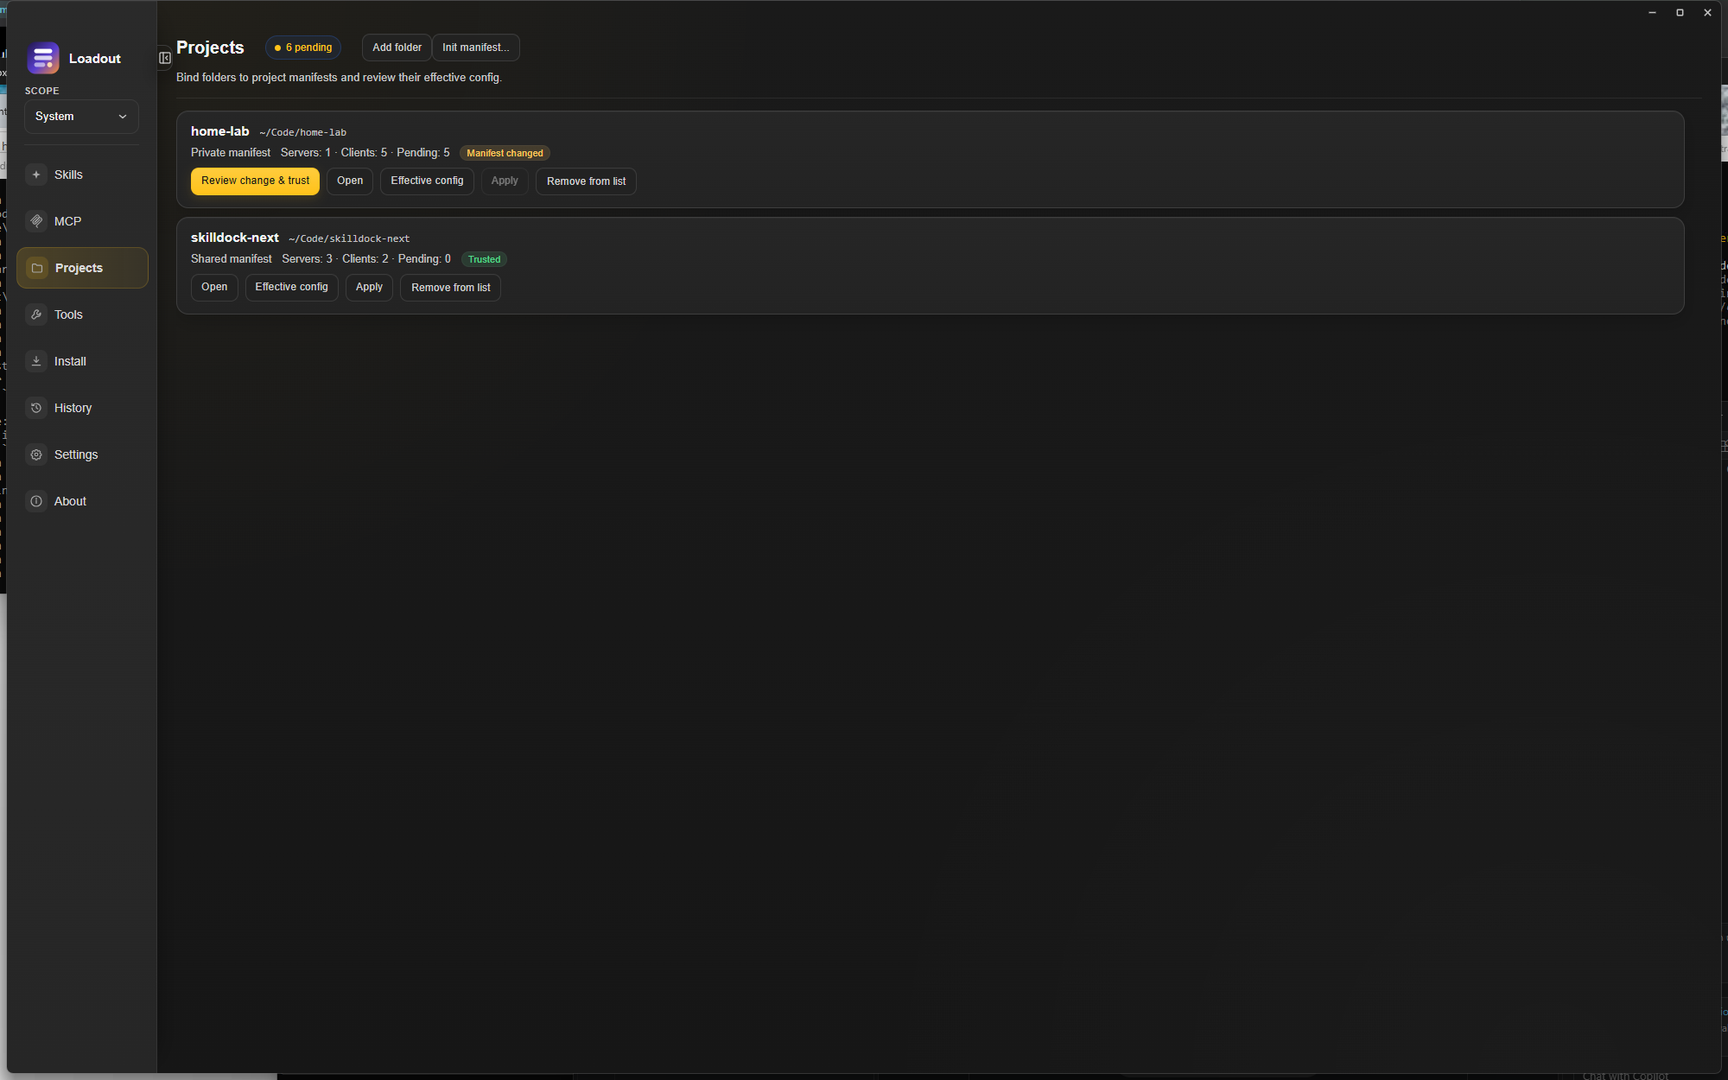 Loadout
SCOPE
System
Skills
MCP
Projects
Tools
Install
History
Settings
About
Projects
6 pending
Add folder
Init manifest...
Bind folders to project manifests and review their effective config.
home-lab ~/Code/home-lab
Private manifest Servers: 1 · Clients: 5 · Pending: 5 Manifest changed
Review change & trust
Open
Effective config
Apply
Remove from list
skilldock-next ~/Code/skilldock-next
Shared manifest Servers: 3 · Clients: 2 · Pending: 0 Trusted
Open
Effective config
Apply
Remove from list
Chat with Copilot